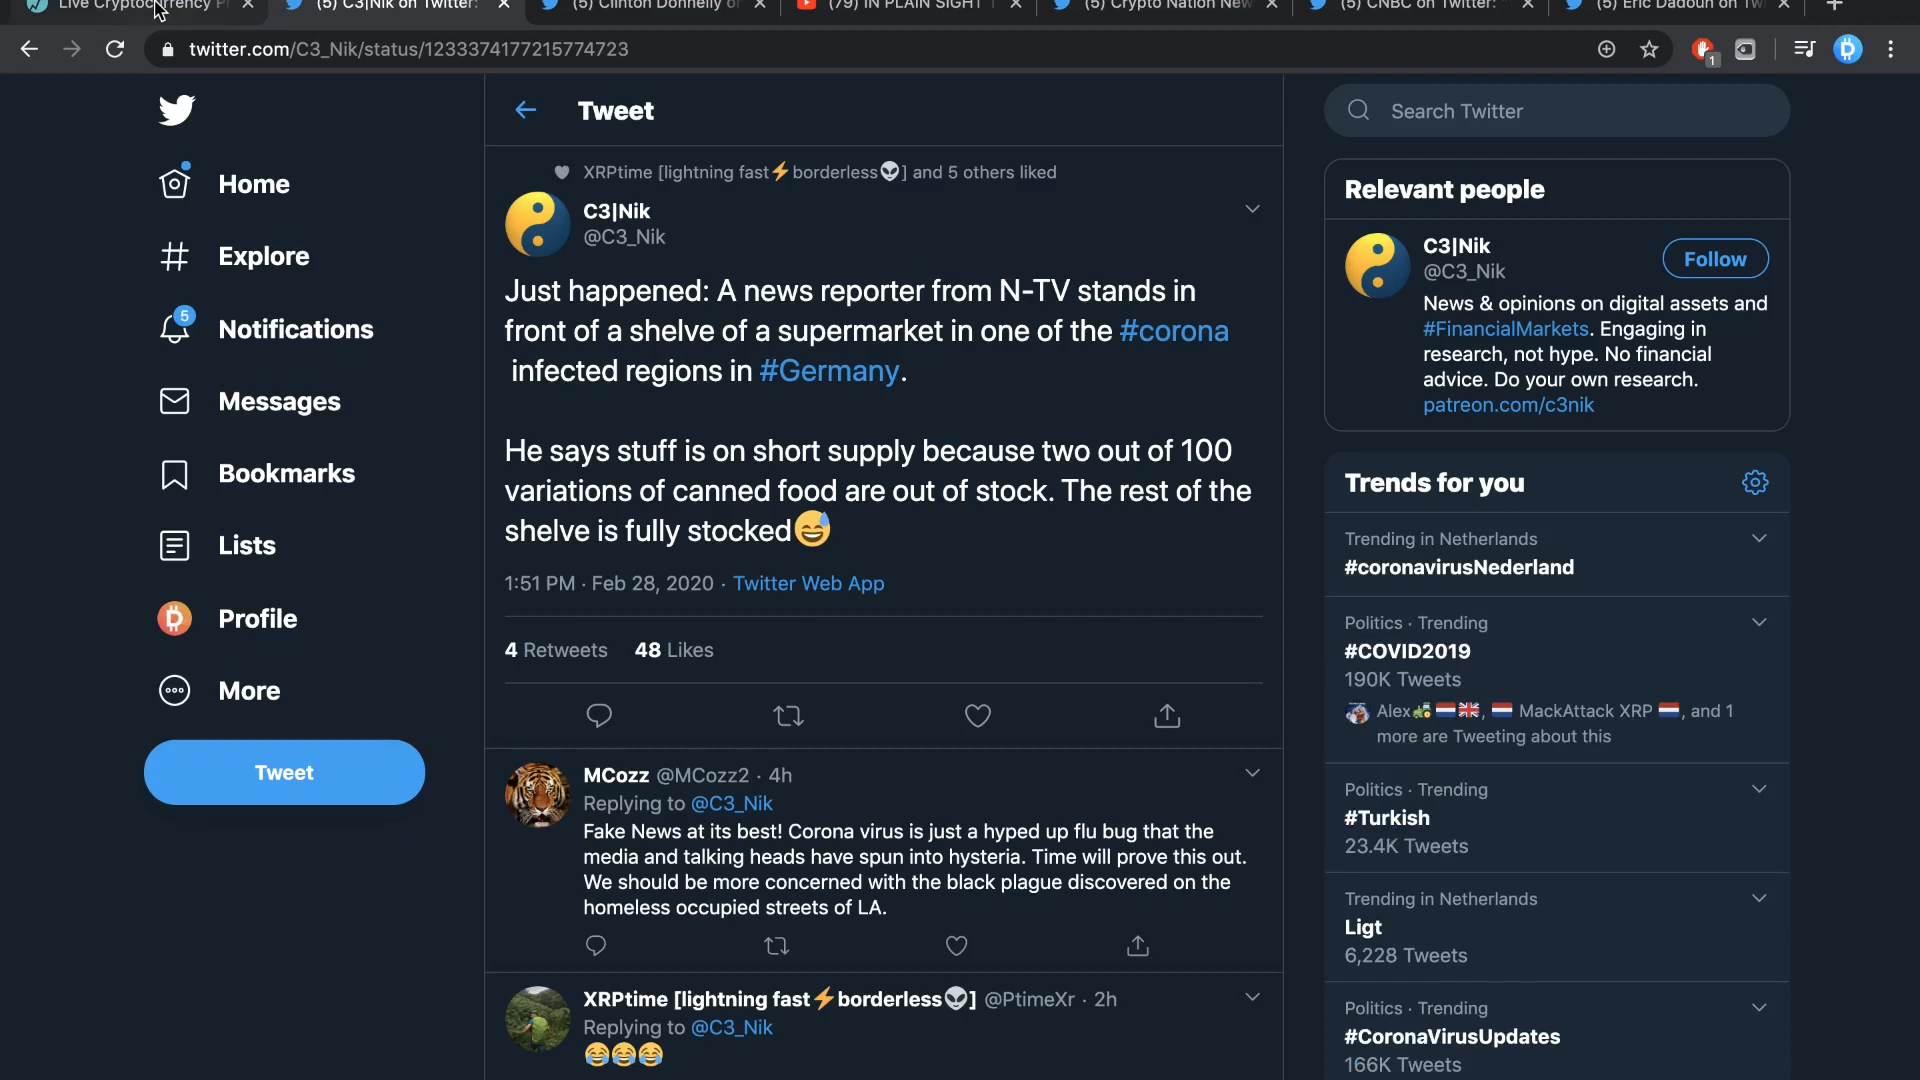 Live Cryptocurrency Pr
(5) C3|Nik on Twitter:
(5) Clinton Donnelly on
(79) IN PLAIN SIGHT
(5) Crypto Nation New
(5) CNBC on Twitter:
(5) Eric Dadoun on Tw
twitter.com/C3_Nik/status/1233374177215774723
1
Home
Explore
5
Notifications
Messages
Bookmarks
Lists
Profile
More
Tweet
Tweet
XRPtime [lightning fast⚡borderless👽] and 5 others liked
C3|Nik
@C3_Nik
Just happened: A news reporter from N-TV stands in
front of a shelve of a supermarket in one of the #corona
infected regions in #Germany.
He says stuff is on short supply because two out of 100
variations of canned food are out of stock. The rest of the
shelve is fully stocked😅
1:51 PM · Feb 28, 2020 · Twitter Web App
4 Retweets 48 Likes
MCozz @MCozz2 · 4h
Replying to @C3_Nik
Fake News at its best! Corona virus is just a hyped up flu bug that the
media and talking heads have spun into hysteria. Time will prove this out.
We should be more concerned with the black plague discovered on the
homeless occupied streets of LA.
XRPtime [lightning fast⚡borderless👽] @PtimeXr · 2h
Replying to @C3_Nik
😂😂😂
Search Twitter
Relevant people
C3|Nik
@C3_Nik
Follow
News & opinions on digital assets and
#FinancialMarkets. Engaging in
research, not hype. No financial
advice. Do your own research.
patreon.com/c3nik
Trends for you
Trending in Netherlands
#coronavirusNederland
Politics · Trending
#COVID2019
190K Tweets
Alex🚜🇳🇱🇬🇧, 🇳🇱 MackAttack XRP 🇳🇱, and 1
more are Tweeting about this
Politics · Trending
#Turkish
23.4K Tweets
Trending in Netherlands
Ligt
6,228 Tweets
Politics · Trending
#CoronaVirusUpdates
166K Tweets